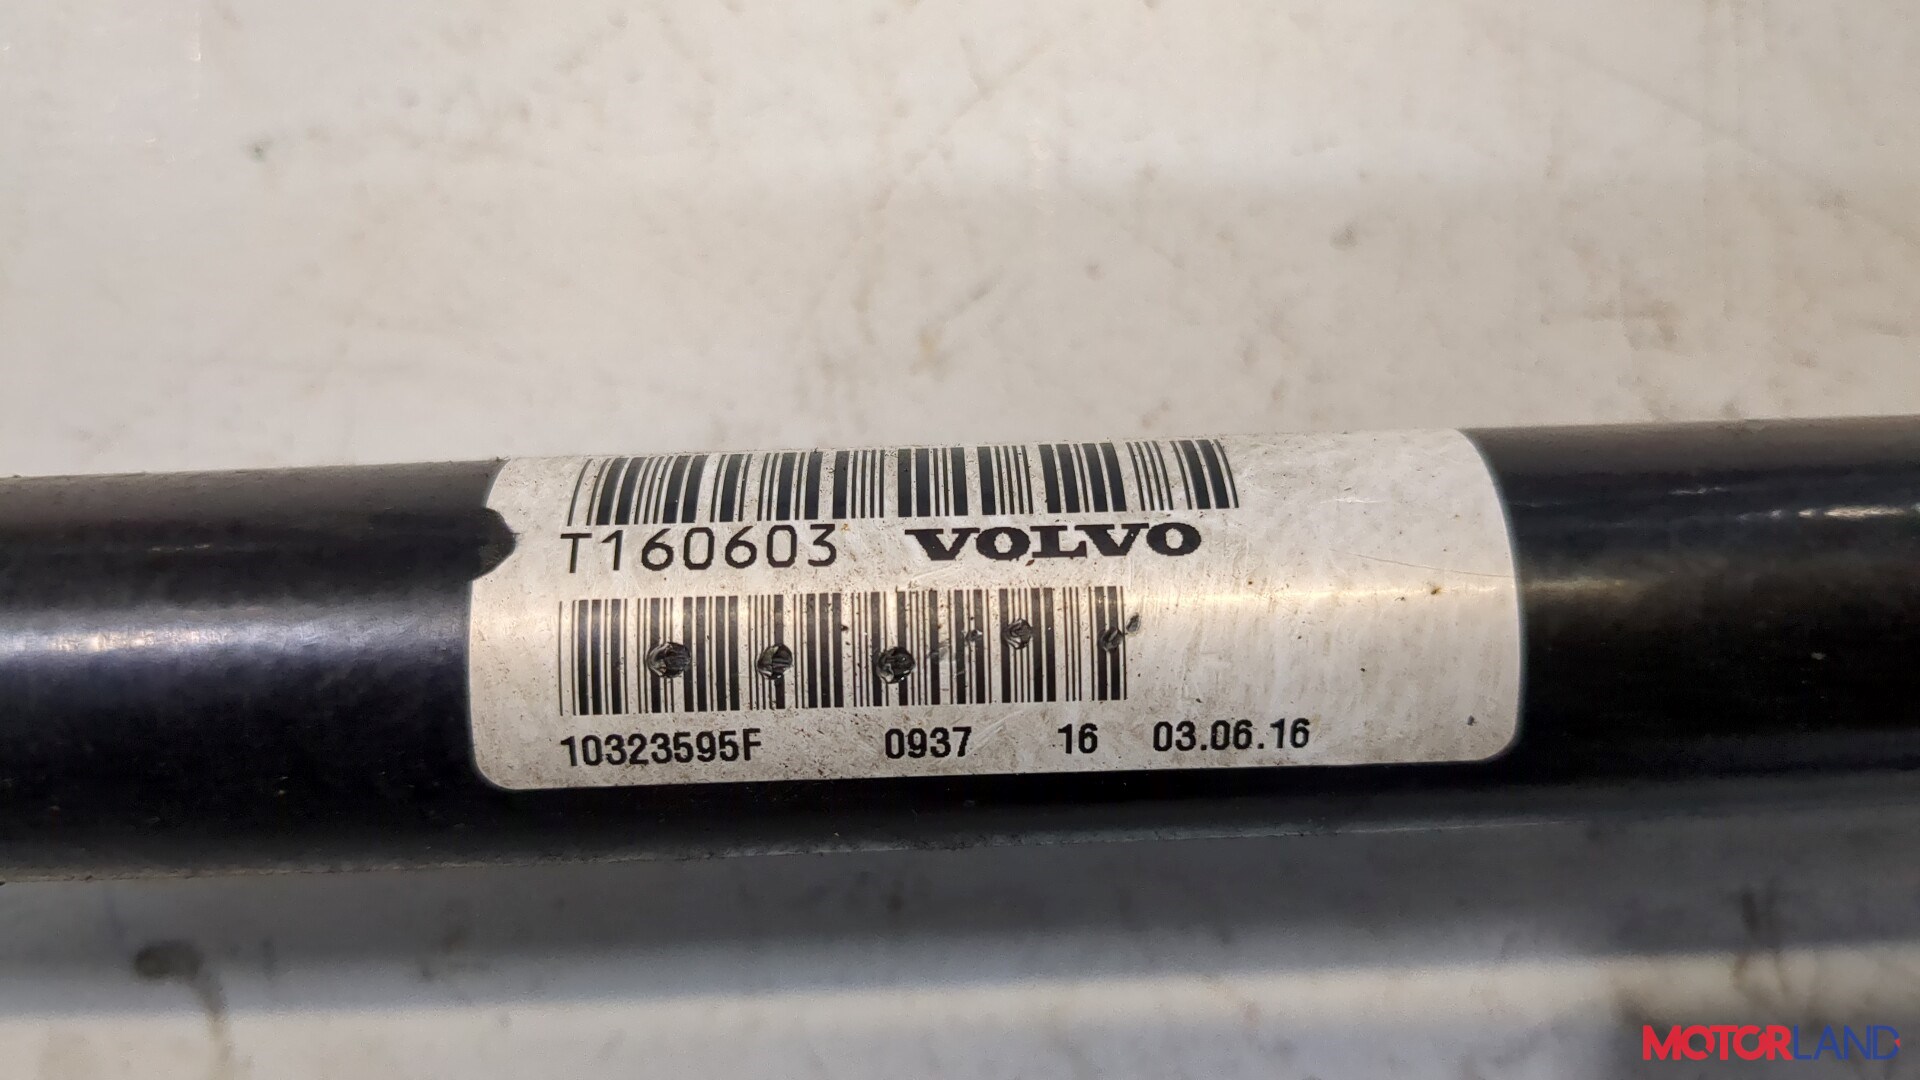 T160603 VOLVO
10323595F 0937 16 03.06.16
MOTORLAND